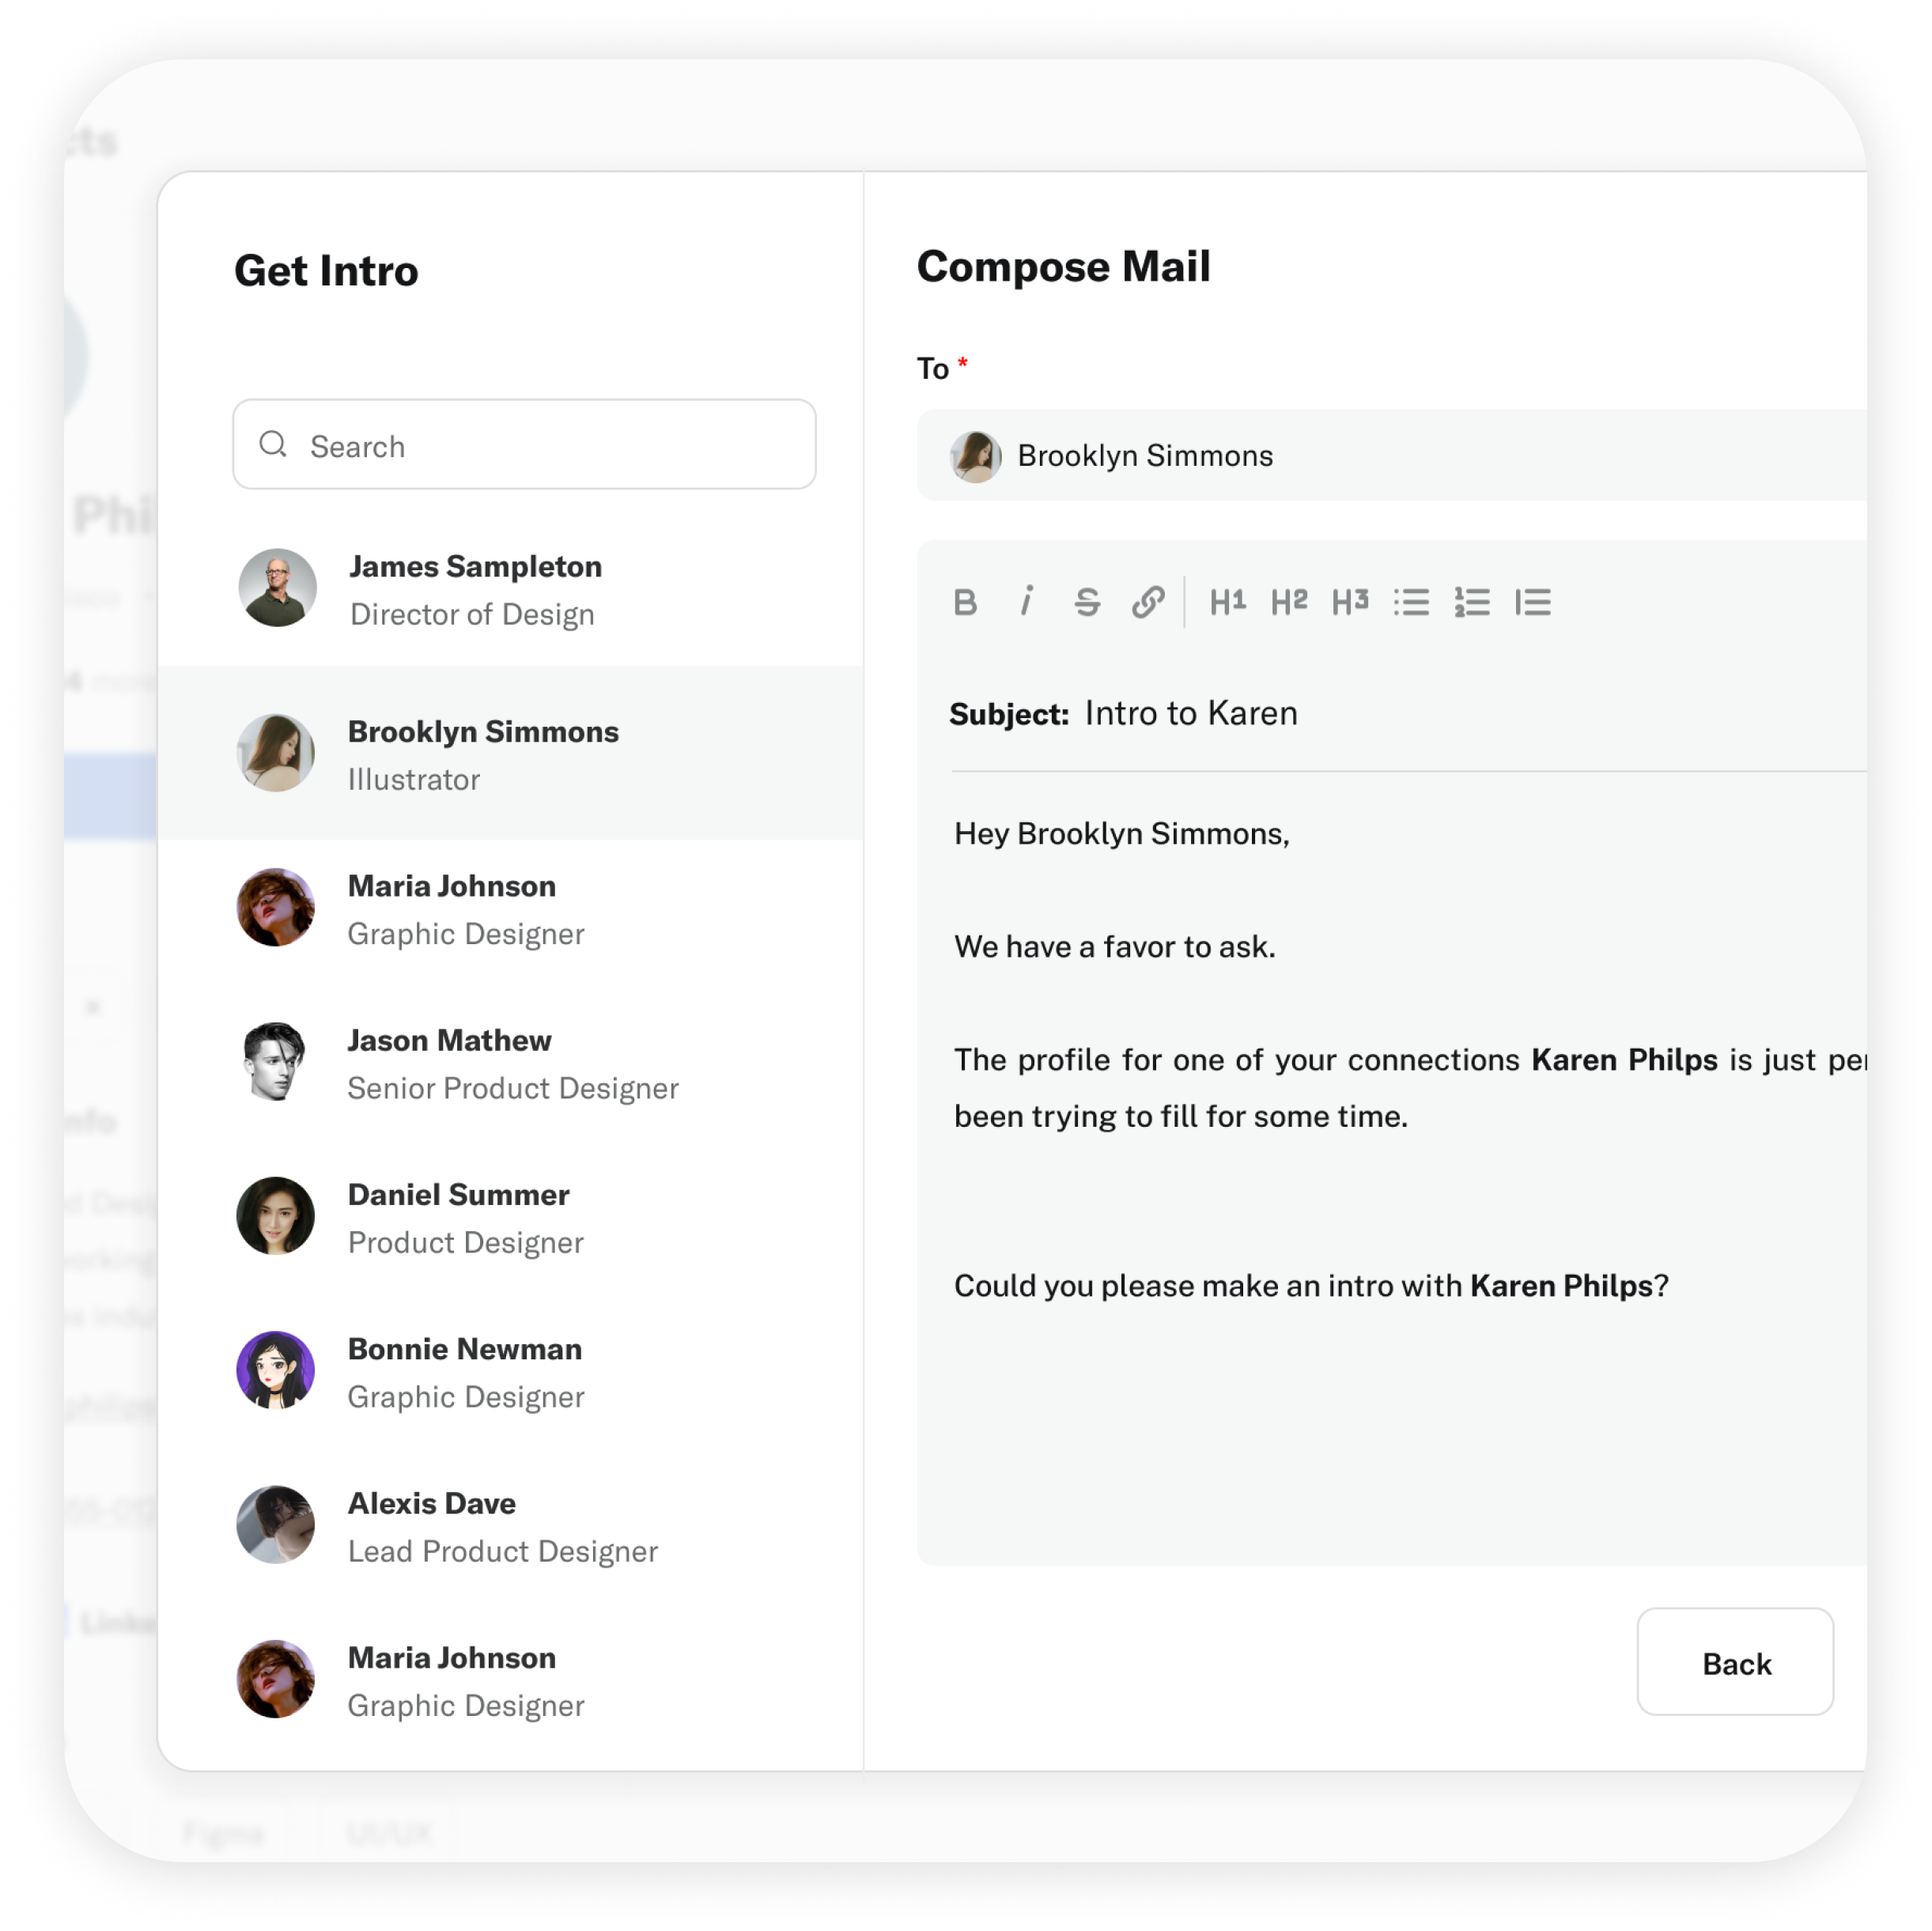 Get Intro
Search
James Sampleton
Director of Design
Brooklyn Simmons
Illustrator
Maria Johnson
Graphic Designer
Jason Mathew
Senior Product Designer
Daniel Summer
Product Designer
Bonnie Newman
Graphic Designer
Alexis Dave
Lead Product Designer
Maria Johnson
Graphic Designer
Compose Mail
To *
Brooklyn Simmons
B i S H1 H2 H3
Subject: Intro to Karen
Hey Brooklyn Simmons,
We have a favor to ask.
The profile for one of your connections Karen Philps is just
been trying to fill for some time.
Could you please make an intro with Karen Philps?
Back
Figma
UI/UX